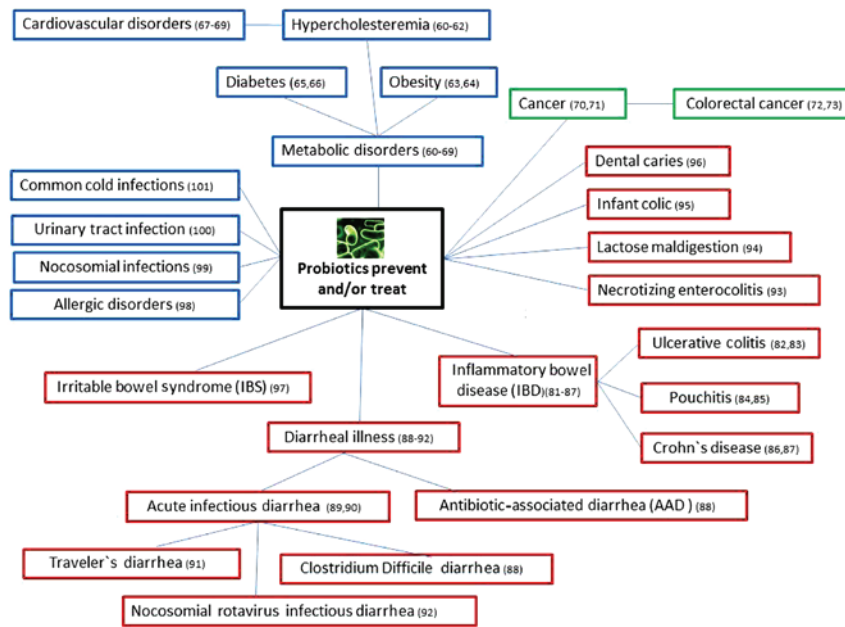 Cardiovascular disorders (67-69)
Hypercholesteremia (60-62)
Diabetes (65,66)
Obesity (63,64)
Cancer (70,71)
Colorectal cancer (72,73)
Metabolic disorders (60-69)
Dental caries (96)
Common cold infections (101)
Infant colic (95)
Urinary tract infection (100)
Lactose maldigestion (94)
Nocosomial infections (99)
Probiotics prevent
and/or treat
Necrotizing enterocolitis (93)
Allergic disorders (98)
Ulcerative colitis (82,83)
Irritable bowel syndrome (IBS) (97)
Inflammatory bowel
disease (IBD)(81-87)
Pouchitis (84,85)
Diarrheal illness (88-92)
Crohn`s disease (86,87)
Acute infectious diarrhea (89,90)
Antibiotic-associated diarrhea (AAD ) (88)
Traveler`s diarrhea (91)
Clostridium Difficile diarrhea (88)
Nocosomial rotavirus infectious diarrhea (92)